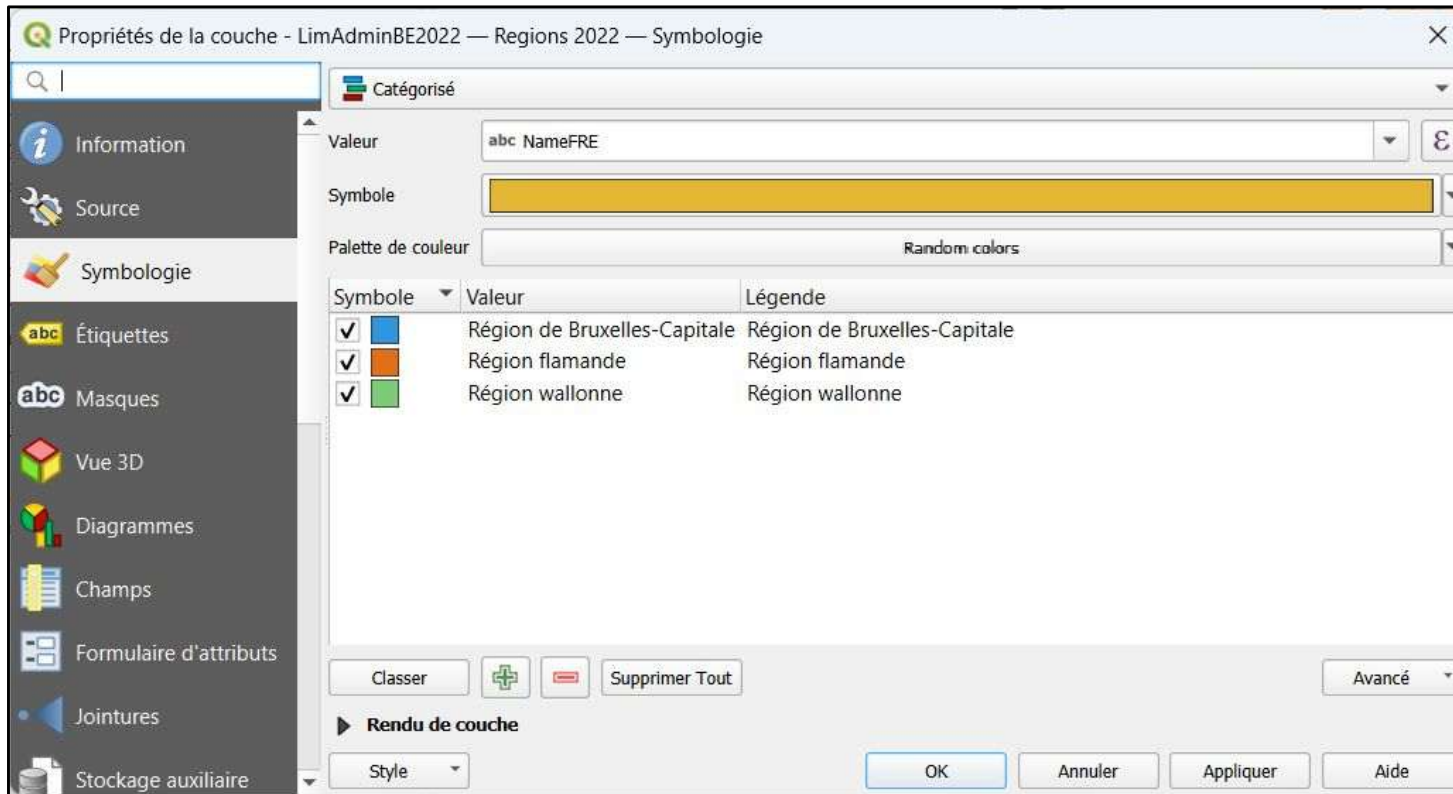 Propriétés de la couche - LimAdminBE2022 — Regions 2022 — Symbologie
Catégorisé
Information
Valeur
abc NameFRE
ε
Source
Symbole
Symbologie
Palette de couleur
Random colors
Symbole Valeur Légende
Région de Bruxelles-Capitale Région de Bruxelles-Capitale
Région flamande Région flamande
Région wallonne Région wallonne
abc Étiquettes
abc Masques
Vue 3D
Diagrammes
Champs
Formulaire d'attributs
Jointures
Stockage auxiliaire
Classer Supprimer Tout Avancé
Rendu de couche
Style OK Annuler Appliquer Aide